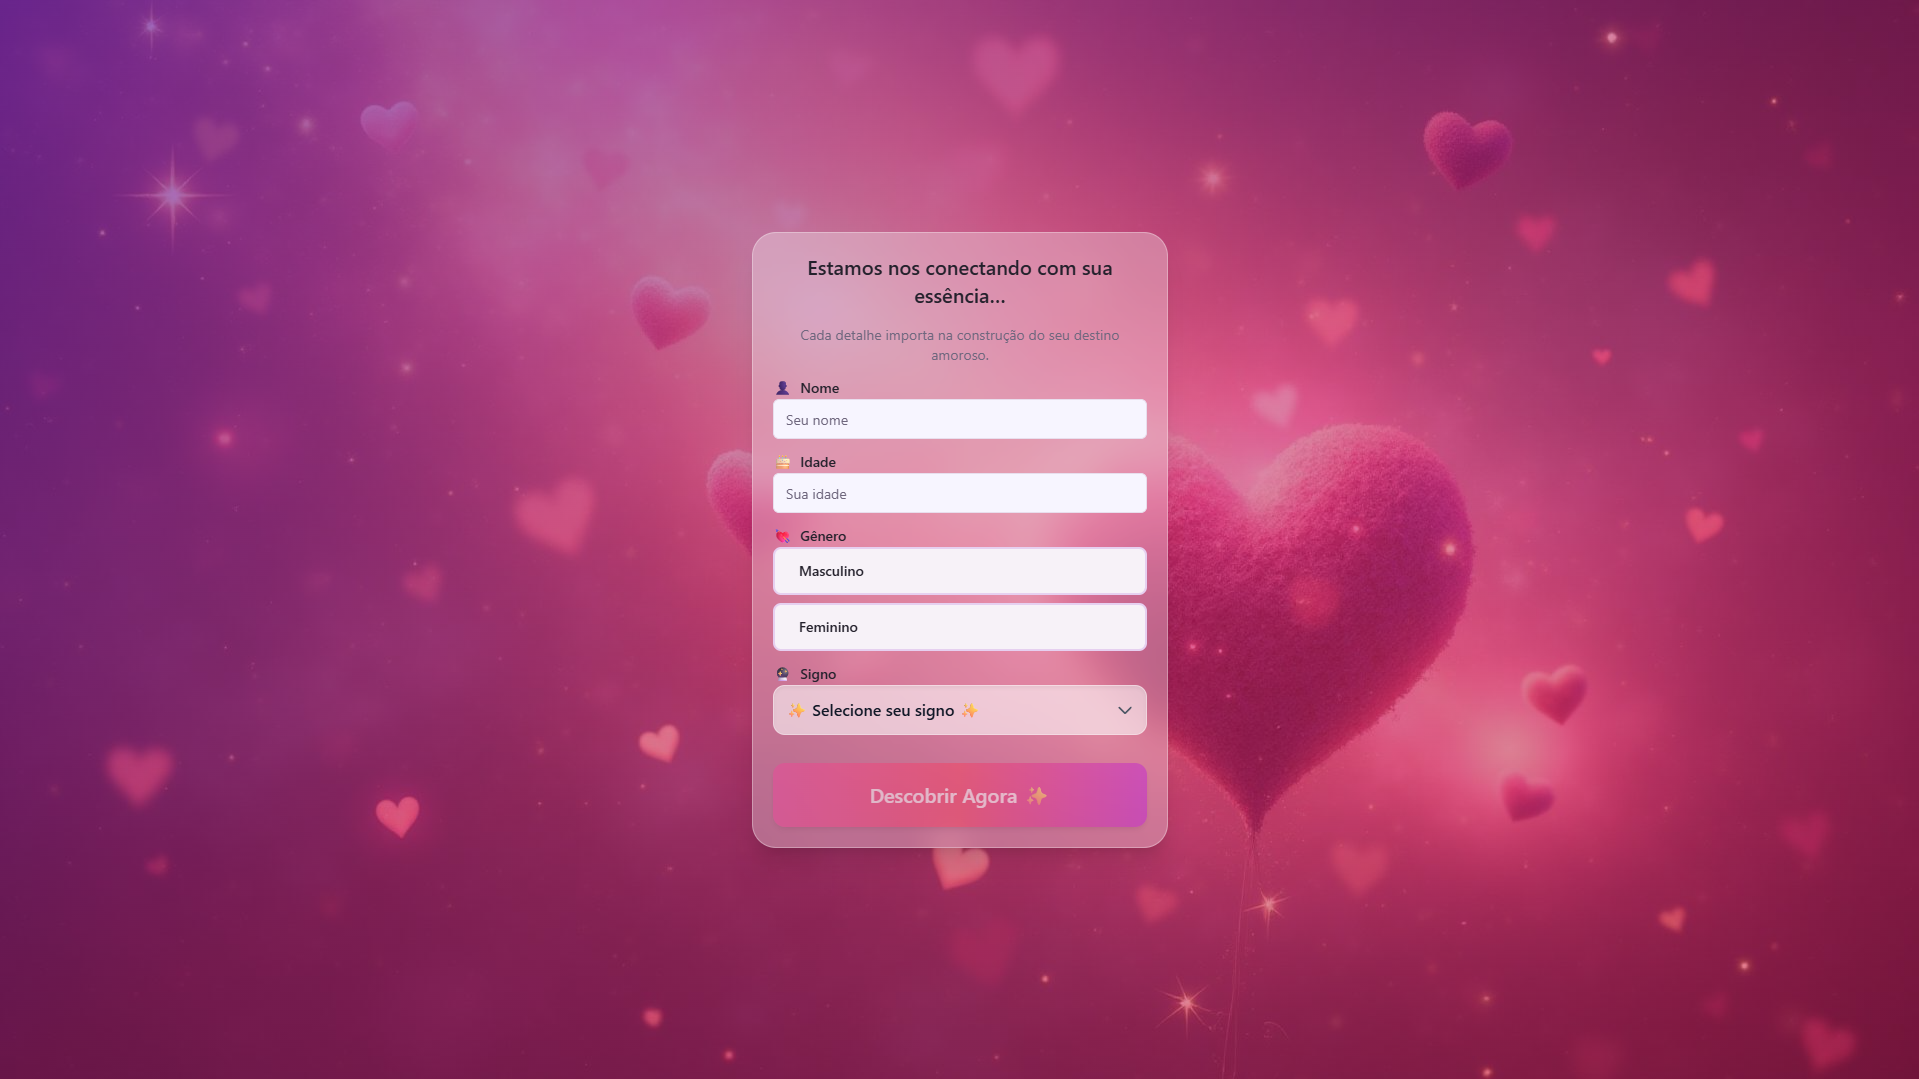 Estamos nos conectando com sua
essência...
Cada detalhe importa na construção do seu destino
amoroso.
👤 Nome
Seu nome
🎂 Idade
Sua idade
💘 Gênero
Masculino
Feminino
🔮 Signo
✨ Selecione seu signo ✨
Descobrir Agora ✨